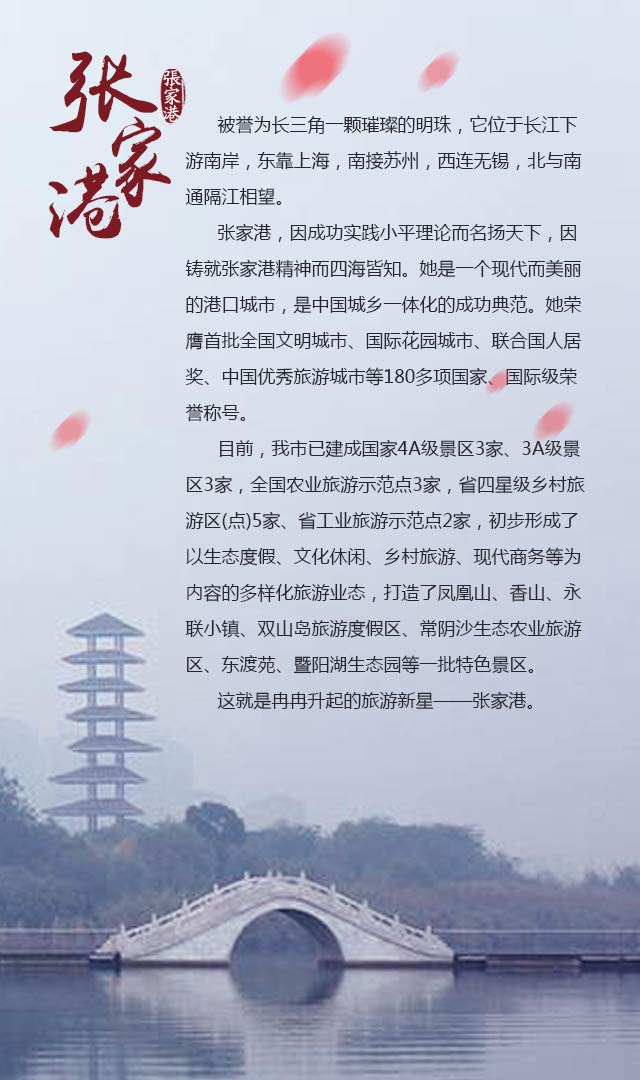 张家港
張家港
被誉为长三角一颗璀璨的明珠，它位于长江下
游南岸，东靠上海，南接苏州，西连无锡，北与南
通隔江相望。
张家港，因成功实践小平理论而名扬天下，因
铸就张家港精神而四海皆知。她是一个现代而美丽
的港口城市，是中国城乡一体化的成功典范。她荣
膺首批全国文明城市、国际花园城市、联合国人居
奖、中国优秀旅游城市等180多项国家、国际级荣
誉称号。
目前，我市已建成国家4A级景区3家、3A级景
区3家，全国农业旅游示范点3家，省四星级乡村旅
游区(点)5家、省工业旅游示范点2家，初步形成了
以生态度假、文化休闲、乡村旅游、现代商务等为
内容的多样化旅游业态，打造了凤凰山、香山、永
联小镇、双山岛旅游度假区、常阴沙生态农业旅游
区、东渡苑、暨阳湖生态园等一批特色景区。
这就是冉冉升起的旅游新星——张家港。